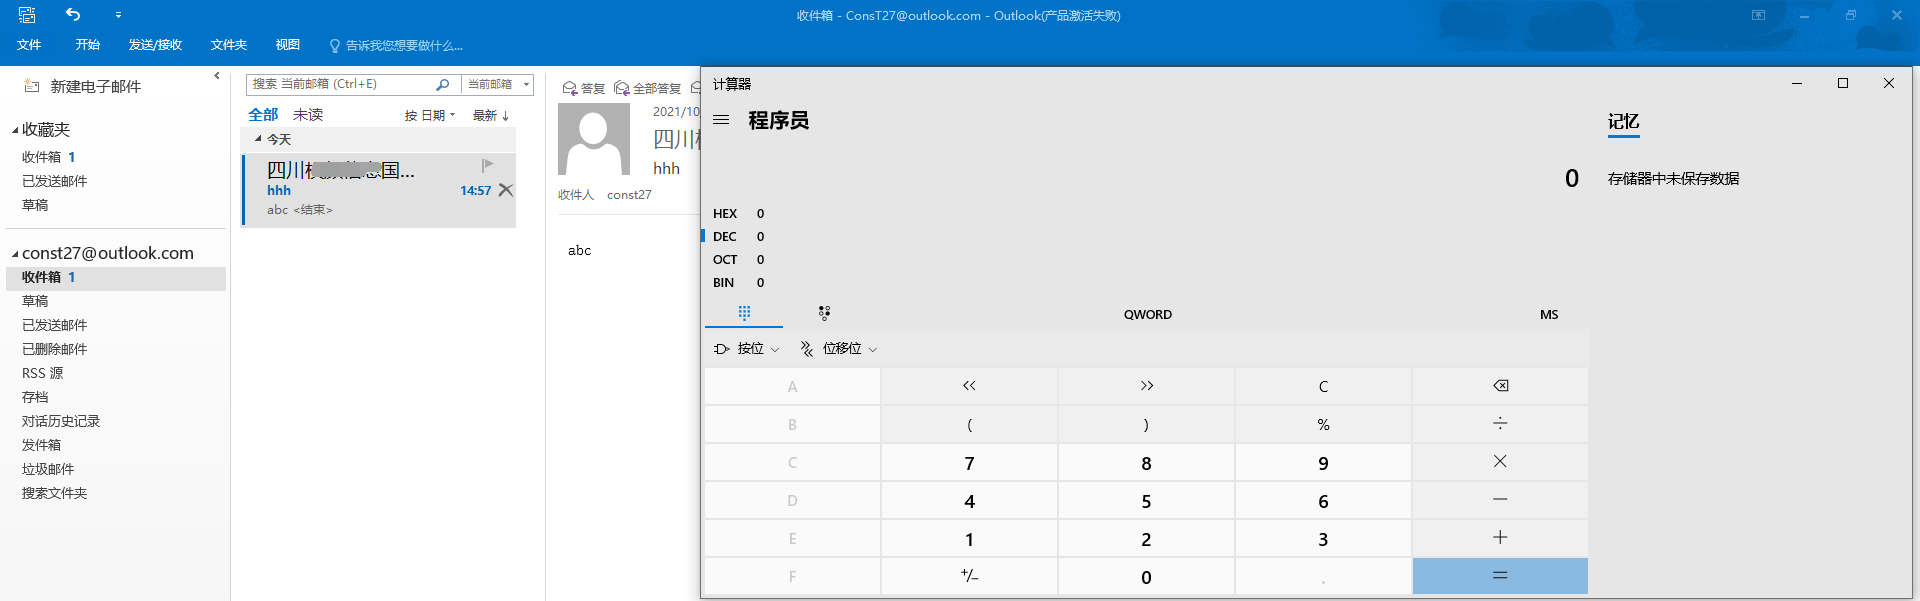 收件箱 - ConsT27@outlook.com - Outlook(产品激活失败)
文件 开始 发送/接收 文件夹 视图 告诉我您想要做什么...
新建电子邮件
收藏夹
收件箱 1
已发送邮件
草稿
const27@outlook.com
收件箱 1
草稿
已发送邮件
已删除邮件
RSS 源
存档
对话历史记录
发件箱
垃圾邮件
搜索文件夹
搜索 当前邮箱 (Ctrl+E) 当前邮箱
全部 未读 按 日期 最新 ↓
今天
四川 国...
hhh 14:57
abc <结束>
答复 全部答复
2021/10
四川
hhh
收件人 const27
abc
计算器
程序员
0
HEX 0
DEC 0
OCT 0
BIN 0
QWORD MS
按位 位移位
A << >> C
B ( ) % ÷
C 7 8 9 ×
D 4 5 6 −
E 1 2 3 +
F +/− 0 . =
记忆
存储器中未保存数据